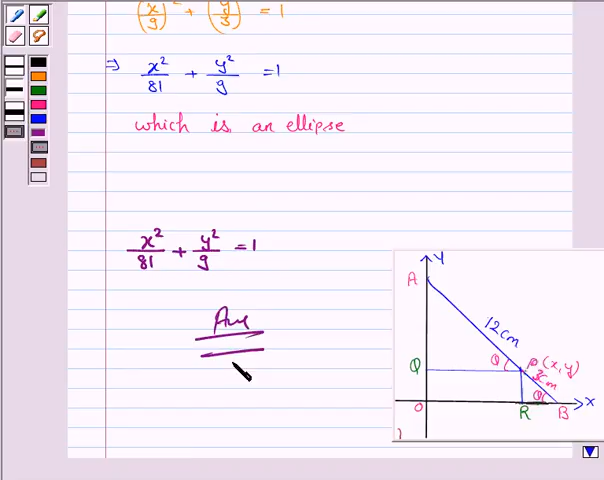 (x/9)² + (y/3)² = 1
⇒ x²/81 + y²/9 = 1
which is an ellipse
x²/81 + y²/9 = 1
Ans
Y
A
12cm
Q θ P(x,y)
3cm
θ
O R B X